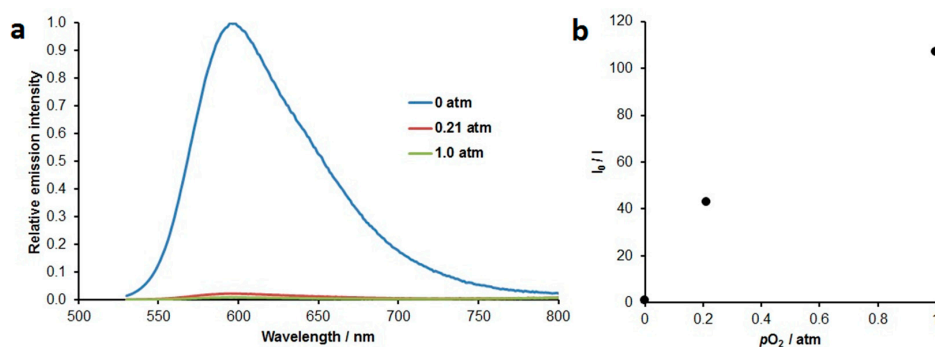 a
Relative emission intensity
1.0
0.9
0.8
0.7
0.6
0.5
0.4
0.3
0.2
0.1
0.0
500 550 600 650 700 750 800
Wavelength / nm
0 atm
0.21 atm
1.0 atm
b
I₀ / I
120
100
80
60
40
20
0
0 0.2 0.4 0.6 0.8 1
pO₂ / atm